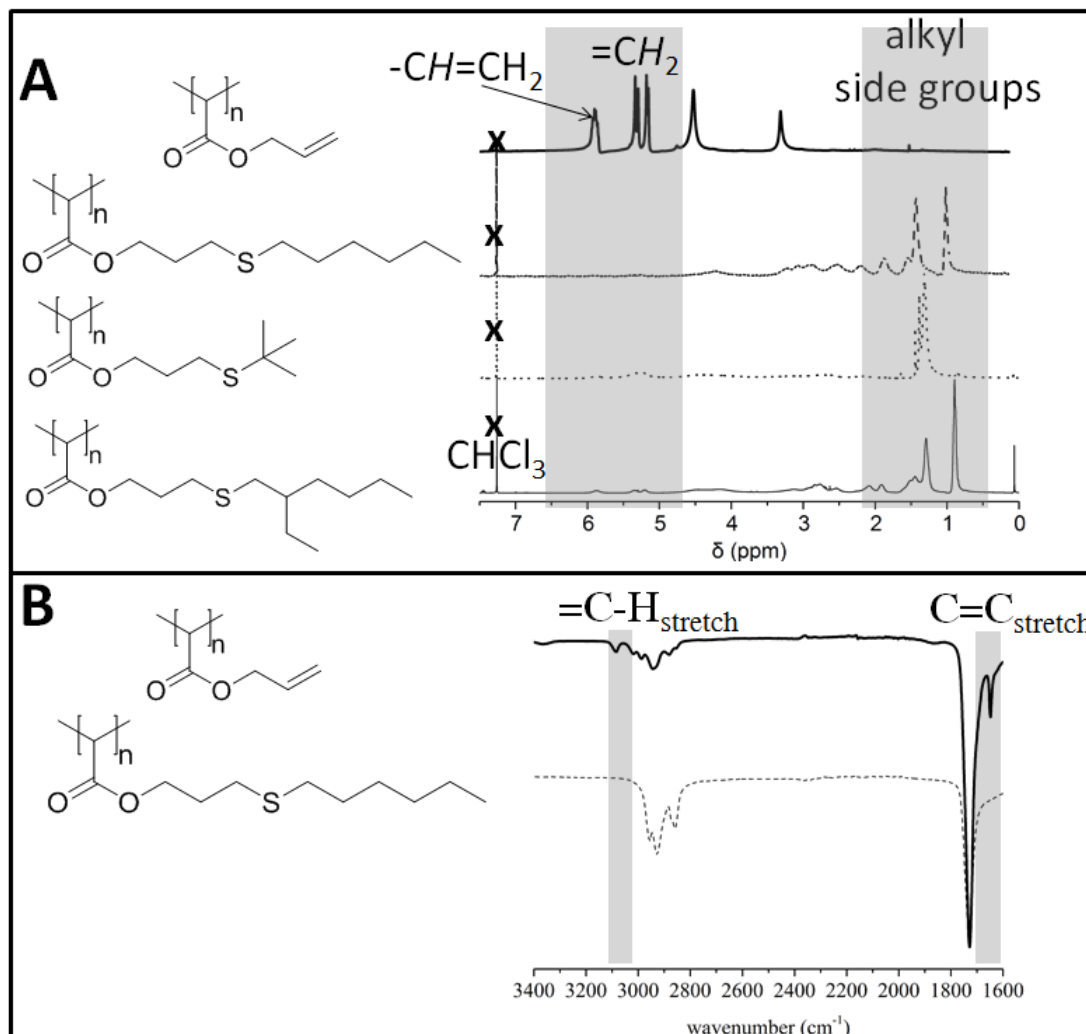 A
-CH=CH2
=CH2
alkyl
side groups
n
O
O
X
n
O
O
S
X
n
O
O
S
X
n
O
O
S
X
CHCl3
7 6 5 4 3 2 1 0
δ (ppm)
B
=C-Hstretch
C=Cstretch
n
O
O
n
O
O
S
3400 3200 3000 2800 2600 2400 2200 2000 1800 1600
wavenumber (cm-1)